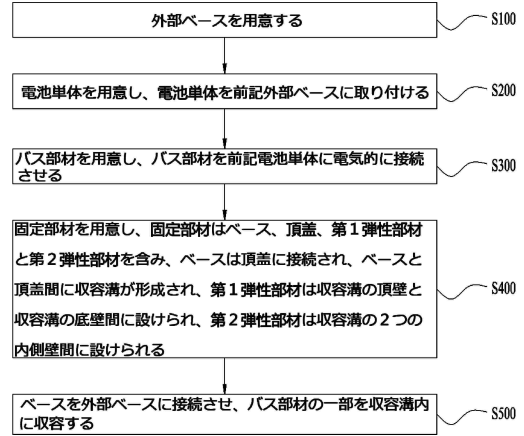 外部ベースを用意する
S100
電池単体を用意し、電池単体を前記外部ベースに取り付ける
S200
バス部材を用意し、バス部材を前記電池単体に電気的に接続
させる
S300
固定部材を用意し、固定部材はベース、頂蓋、第1弾性部材
と第2弾性部材を含み、ベースは頂蓋に接続され、ベースと
頂蓋間に収容溝が形成され、第1弾性部材は収容溝の頂壁と
収容溝の底壁間に設けられ、第2弾性部材は収容溝の2つの
内側壁間に設けられる
S400
ベースを外部ベースに接続させ、バス部材の一部を収容溝内
に収容する
S500